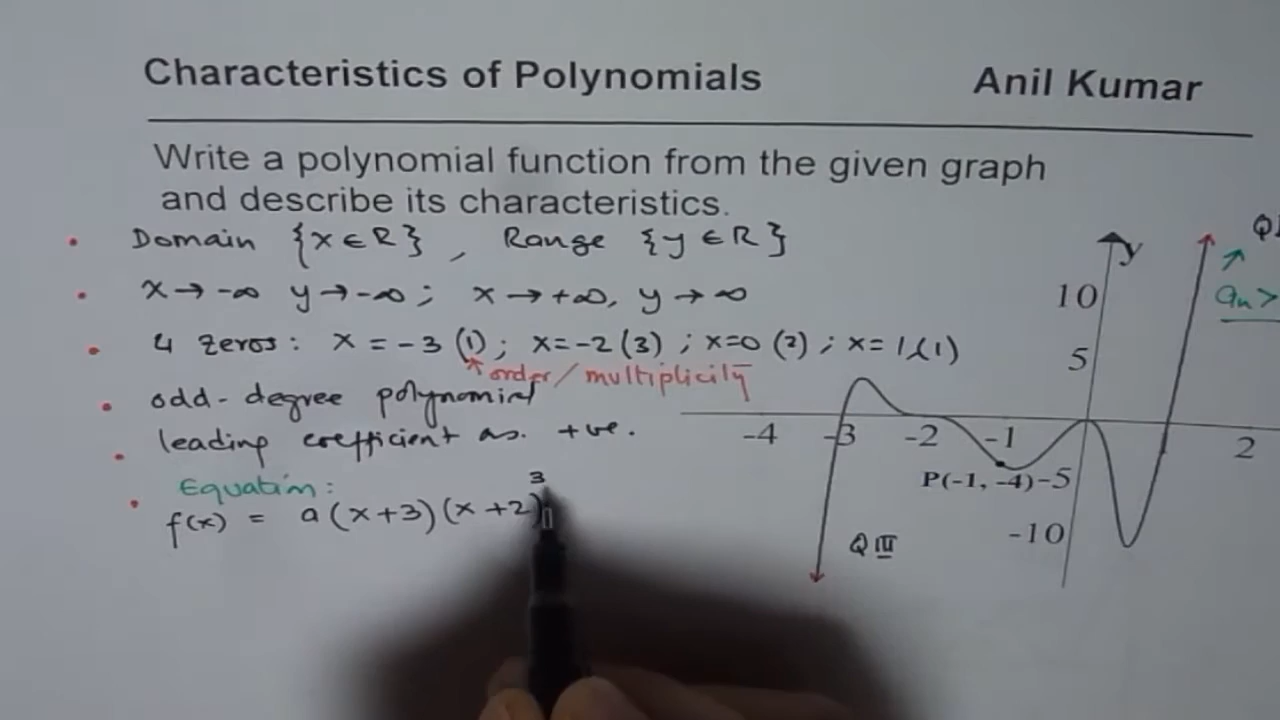 Characteristics of Polynomials Anil Kumar
Write a polynomial function from the given graph
and describe its characteristics.
• Domain {x ∈ R} , Range {y ∈ R}
• x → -∞ y → -∞ ; x → +∞, y → ∞
• 4 zeros: x = -3 (1) ; x = -2 (3) ; x=0 (2) ; x = 1 (1)
order / multiplicity
• odd-degree polynomial
• leading coefficient as. +ve.
Equation:
• f(x) = a (x+3) (x+2)³
y
10
5
-4 -3 -2 -1 2
P(-1, -4) -5
-10
Q III
an >